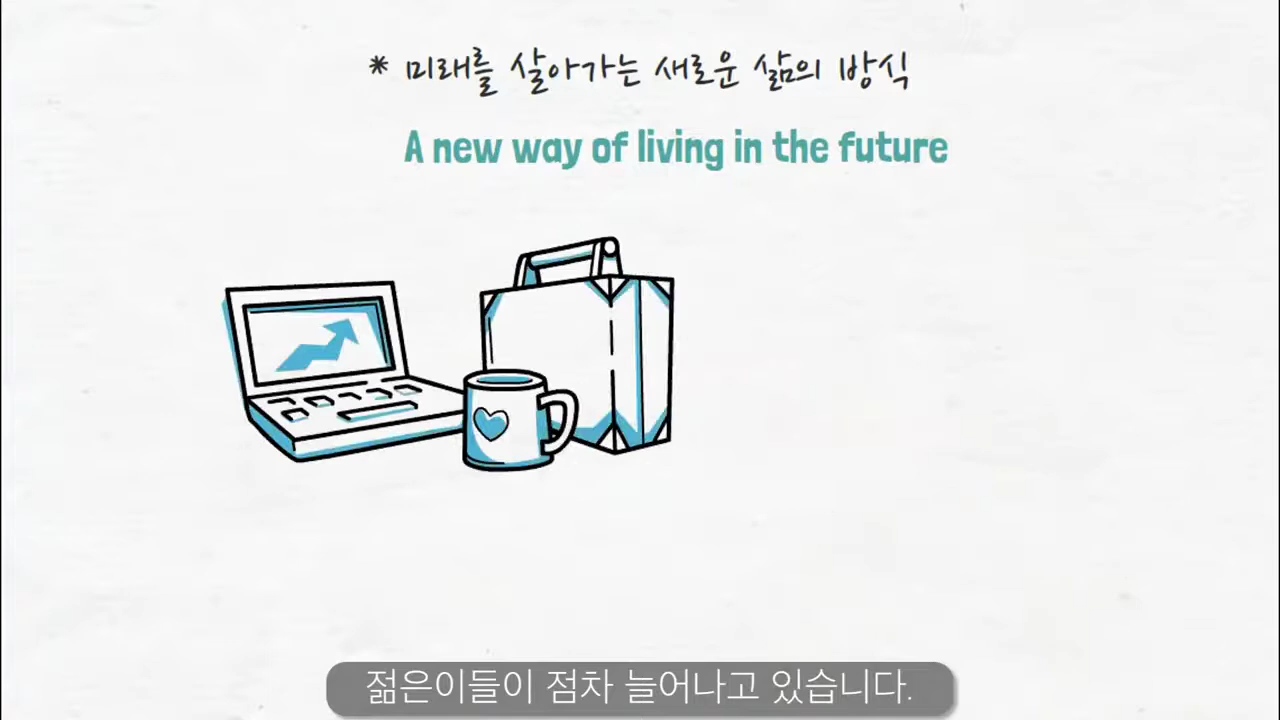 * 미래를 살아가는 새로운 삶의 방식
A new way of living in the future
젊은이들이 점차 늘어나고 있습니다.